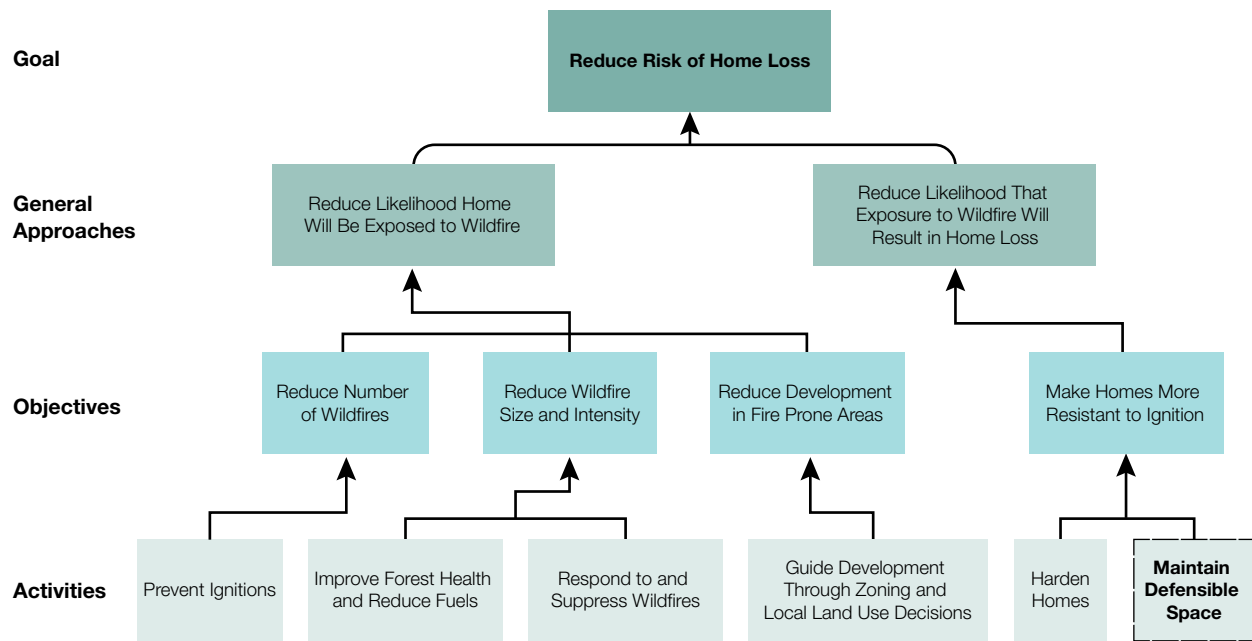 Goal
Reduce Risk of Home Loss
General
Approaches
Reduce Likelihood Home
Will Be Exposed to Wildfire
Reduce Likelihood That
Exposure to Wildfire Will
Result in Home Loss
Objectives
Reduce Number
of Wildfires
Reduce Wildfire
Size and Intensity
Reduce Development
in Fire Prone Areas
Make Homes More
Resistant to Ignition
Activities
Prevent Ignitions
Improve Forest Health
and Reduce Fuels
Respond to and
Suppress Wildfires
Guide Development
Through Zoning and
Local Land Use Decisions
Harden
Homes
Maintain
Defensible
Space